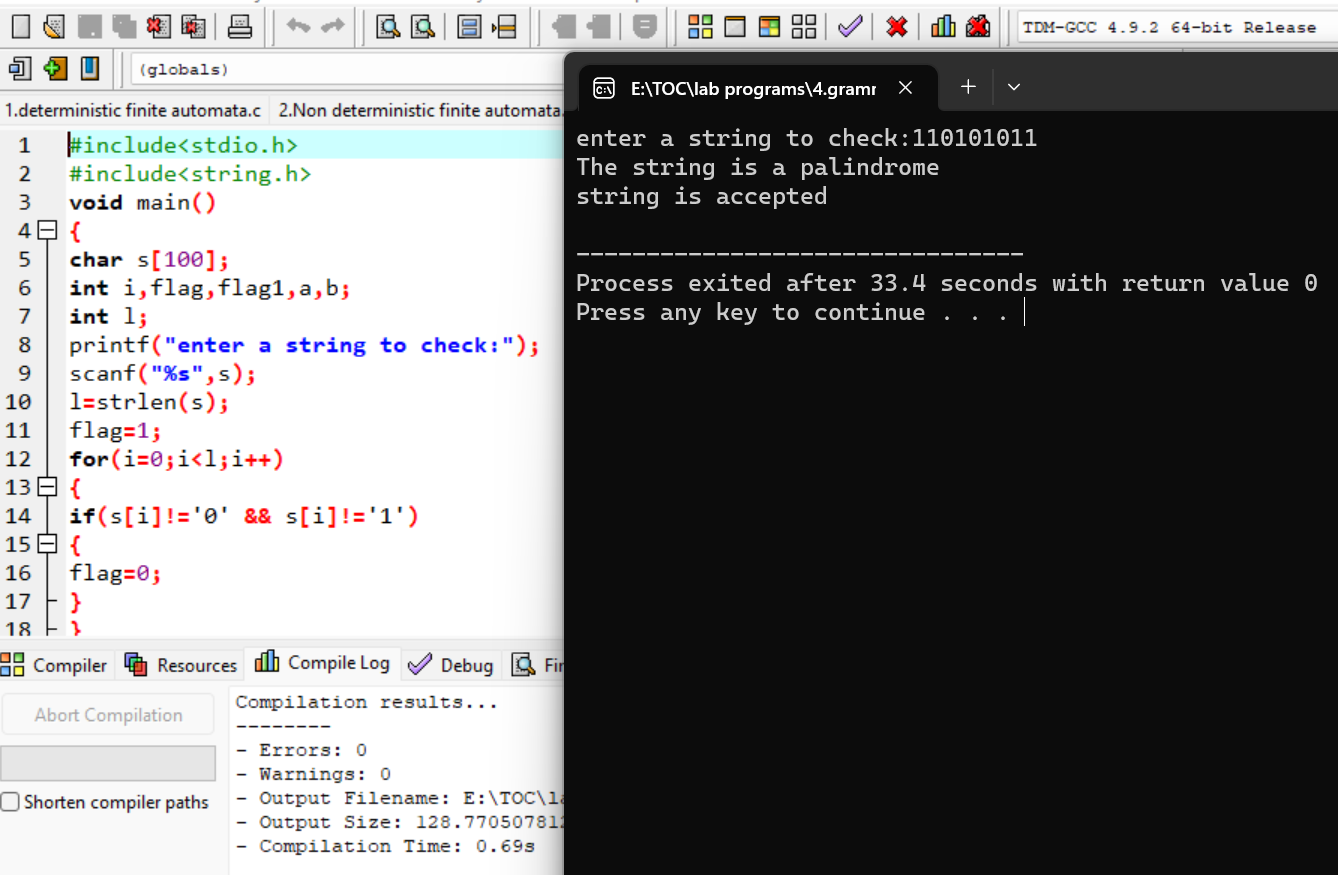 TDM-GCC 4.9.2 64-bit Release
(globals)
1.deterministic finite automata.c
2.Non deterministic finite automata.
1 #include<stdio.h>
2 #include<string.h>
3 void main()
4 {
5 char s[100];
6 int i,flag,flag1,a,b;
7 int l;
8 printf("enter a string to check:");
9 scanf("%s",s);
10 l=strlen(s);
11 flag=1;
12 for(i=0;i<l;i++)
13 {
14 if(s[i]!='0' && s[i]!='1')
15 {
16 flag=0;
17 }
18 }
Compiler Resources Compile Log Debug
Abort Compilation
Shorten compiler paths
Compilation results...
--------
- Errors: 0
- Warnings: 0
- Output Filename: E:\TOC\la
- Output Size: 128.770507812
- Compilation Time: 0.69s
E:\TOC\lab programs\4.gramr
enter a string to check:110101011
The string is a palindrome
string is accepted
--------------------------------
Process exited after 33.4 seconds with return value 0
Press any key to continue . . .